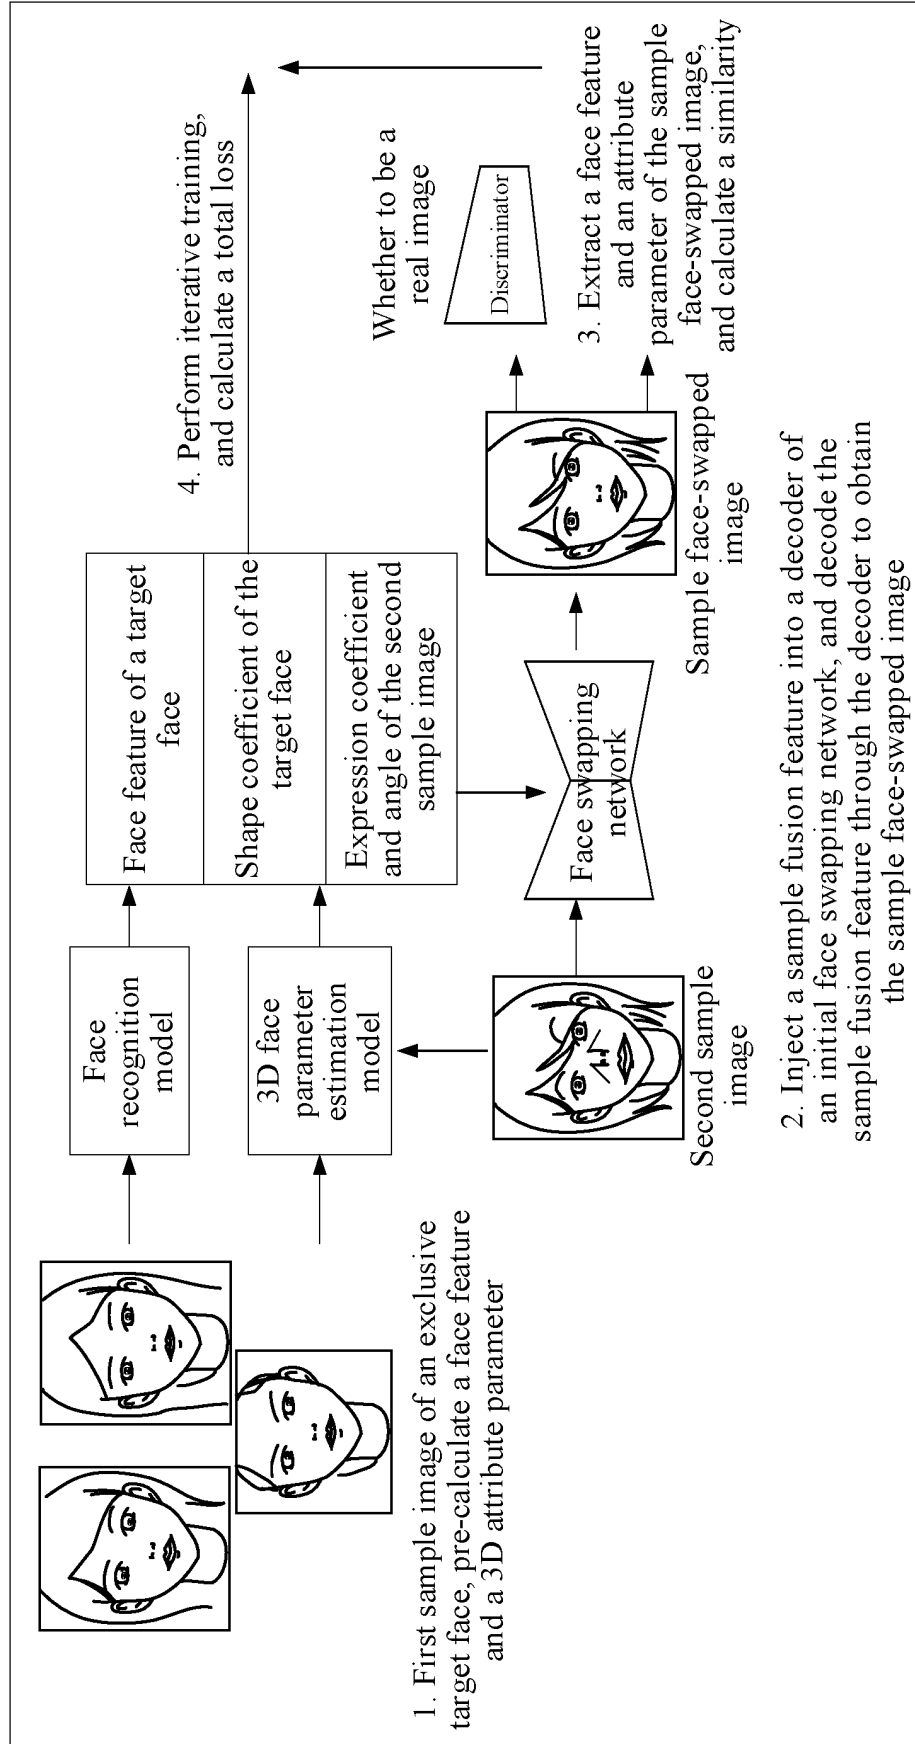 1. First sample image of an exclusive
target face, pre-calculate a face feature
and a 3D attribute parameter
Face
recognition
model
3D face
parameter
estimation
model
Face feature of a target
face
Shape coefficient of the
target face
Expression coefficient
and angle of the second
sample image
4. Perform iterative training,
and calculate a total loss
Second sample
image
Face swapping
network
Sample face-swapped
image
Whether to be a
real image
Discriminator
3. Extract a face feature
and an attribute
parameter of the sample
face-swapped image,
and calculate a similarity
2. Inject a sample fusion feature into a decoder of
an initial face swapping network, and decode the
sample fusion feature through the decoder to obtain
the sample face-swapped image